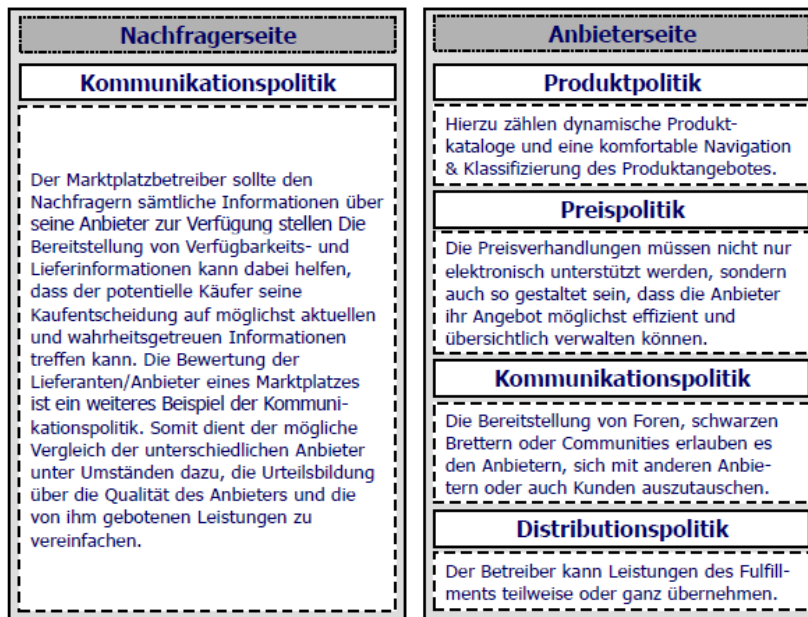 Nachfragerseite
Kommunikationspolitik
Der Marktplatzbetreiber sollte den
Nachfragern sämtliche Informationen über
seine Anbieter zur Verfügung stellen Die
Bereitstellung von Verfügbarkeits- und
Lieferinformationen kann dabei helfen,
dass der potentielle Käufer seine
Kaufentscheidung auf möglichst aktuellen
und wahrheitsgetreuen Informationen
treffen kann. Die Bewertung der
Lieferanten/Anbieter eines Marktplatzes
ist ein weiteres Beispiel der Kommuni-
kationspolitik. Somit dient der mögliche
Vergleich der unterschiedlichen Anbieter
unter Umständen dazu, die Urteilsbildung
über die Qualität des Anbieters und die
von ihm gebotenen Leistungen zu
vereinfachen.
Anbieterseite
Produktpolitik
Hierzu zählen dynamische Produkt-
kataloge und eine komfortable Navigation
& Klassifizierung des Produktangebotes.
Preispolitik
Die Preisverhandlungen müssen nicht nur
elektronisch unterstützt werden, sondern
auch so gestaltet sein, dass die Anbieter
ihr Angebot möglichst effizient und
übersichtlich verwalten können.
Kommunikationspolitik
Die Bereitstellung von Foren, schwarzen
Brettern oder Communities erlauben es
den Anbietern, sich mit anderen Anbie-
tern oder auch Kunden auszutauschen.
Distributionspolitik
Der Betreiber kann Leistungen des Fulfill-
ments teilweise oder ganz übernehmen.